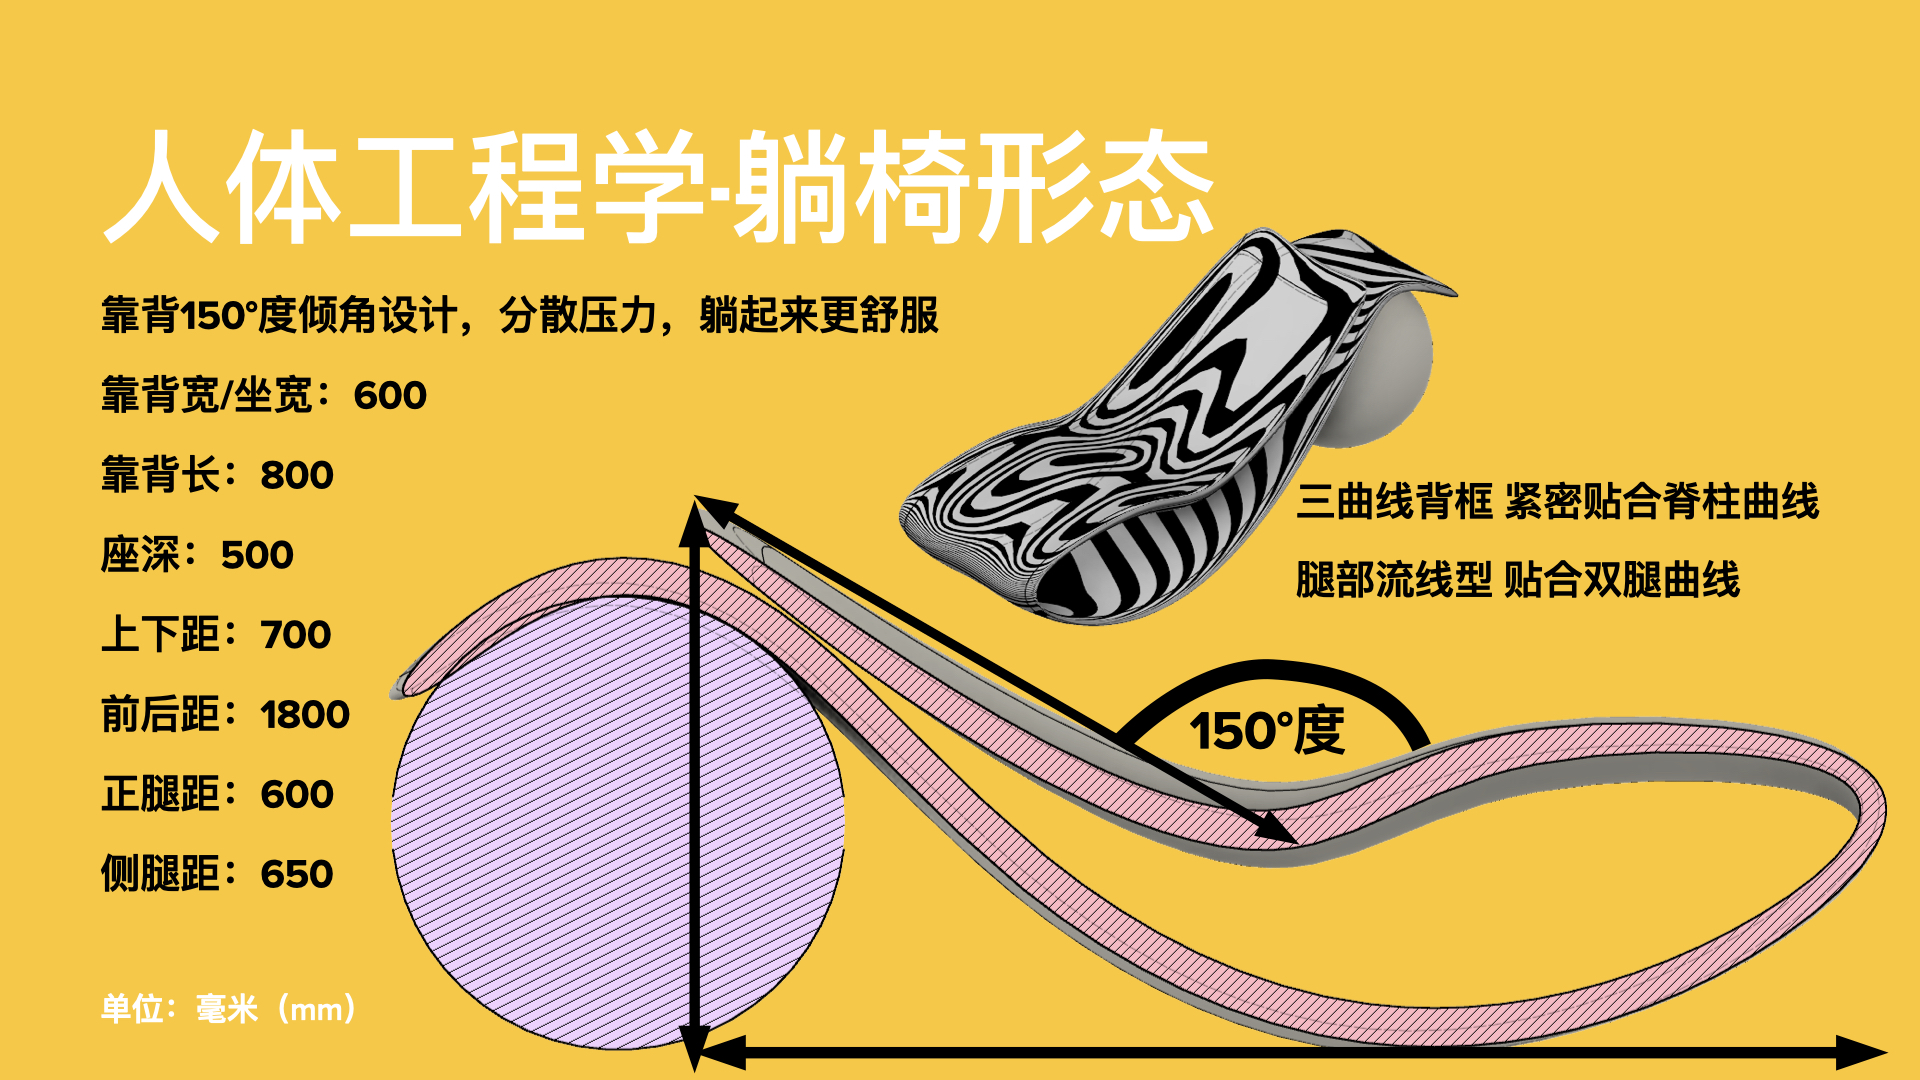 人体工程学·躺椅形态
靠背150°度倾角设计，分散压力，躺起来更舒服
靠背宽/坐宽：600
靠背长：800
座深：500
上下距：700
前后距：1800
正腿距：600
侧腿距：650
单位：毫米（mm）
三曲线背框 紧密贴合脊柱曲线
腿部流线型 贴合双腿曲线
150°度